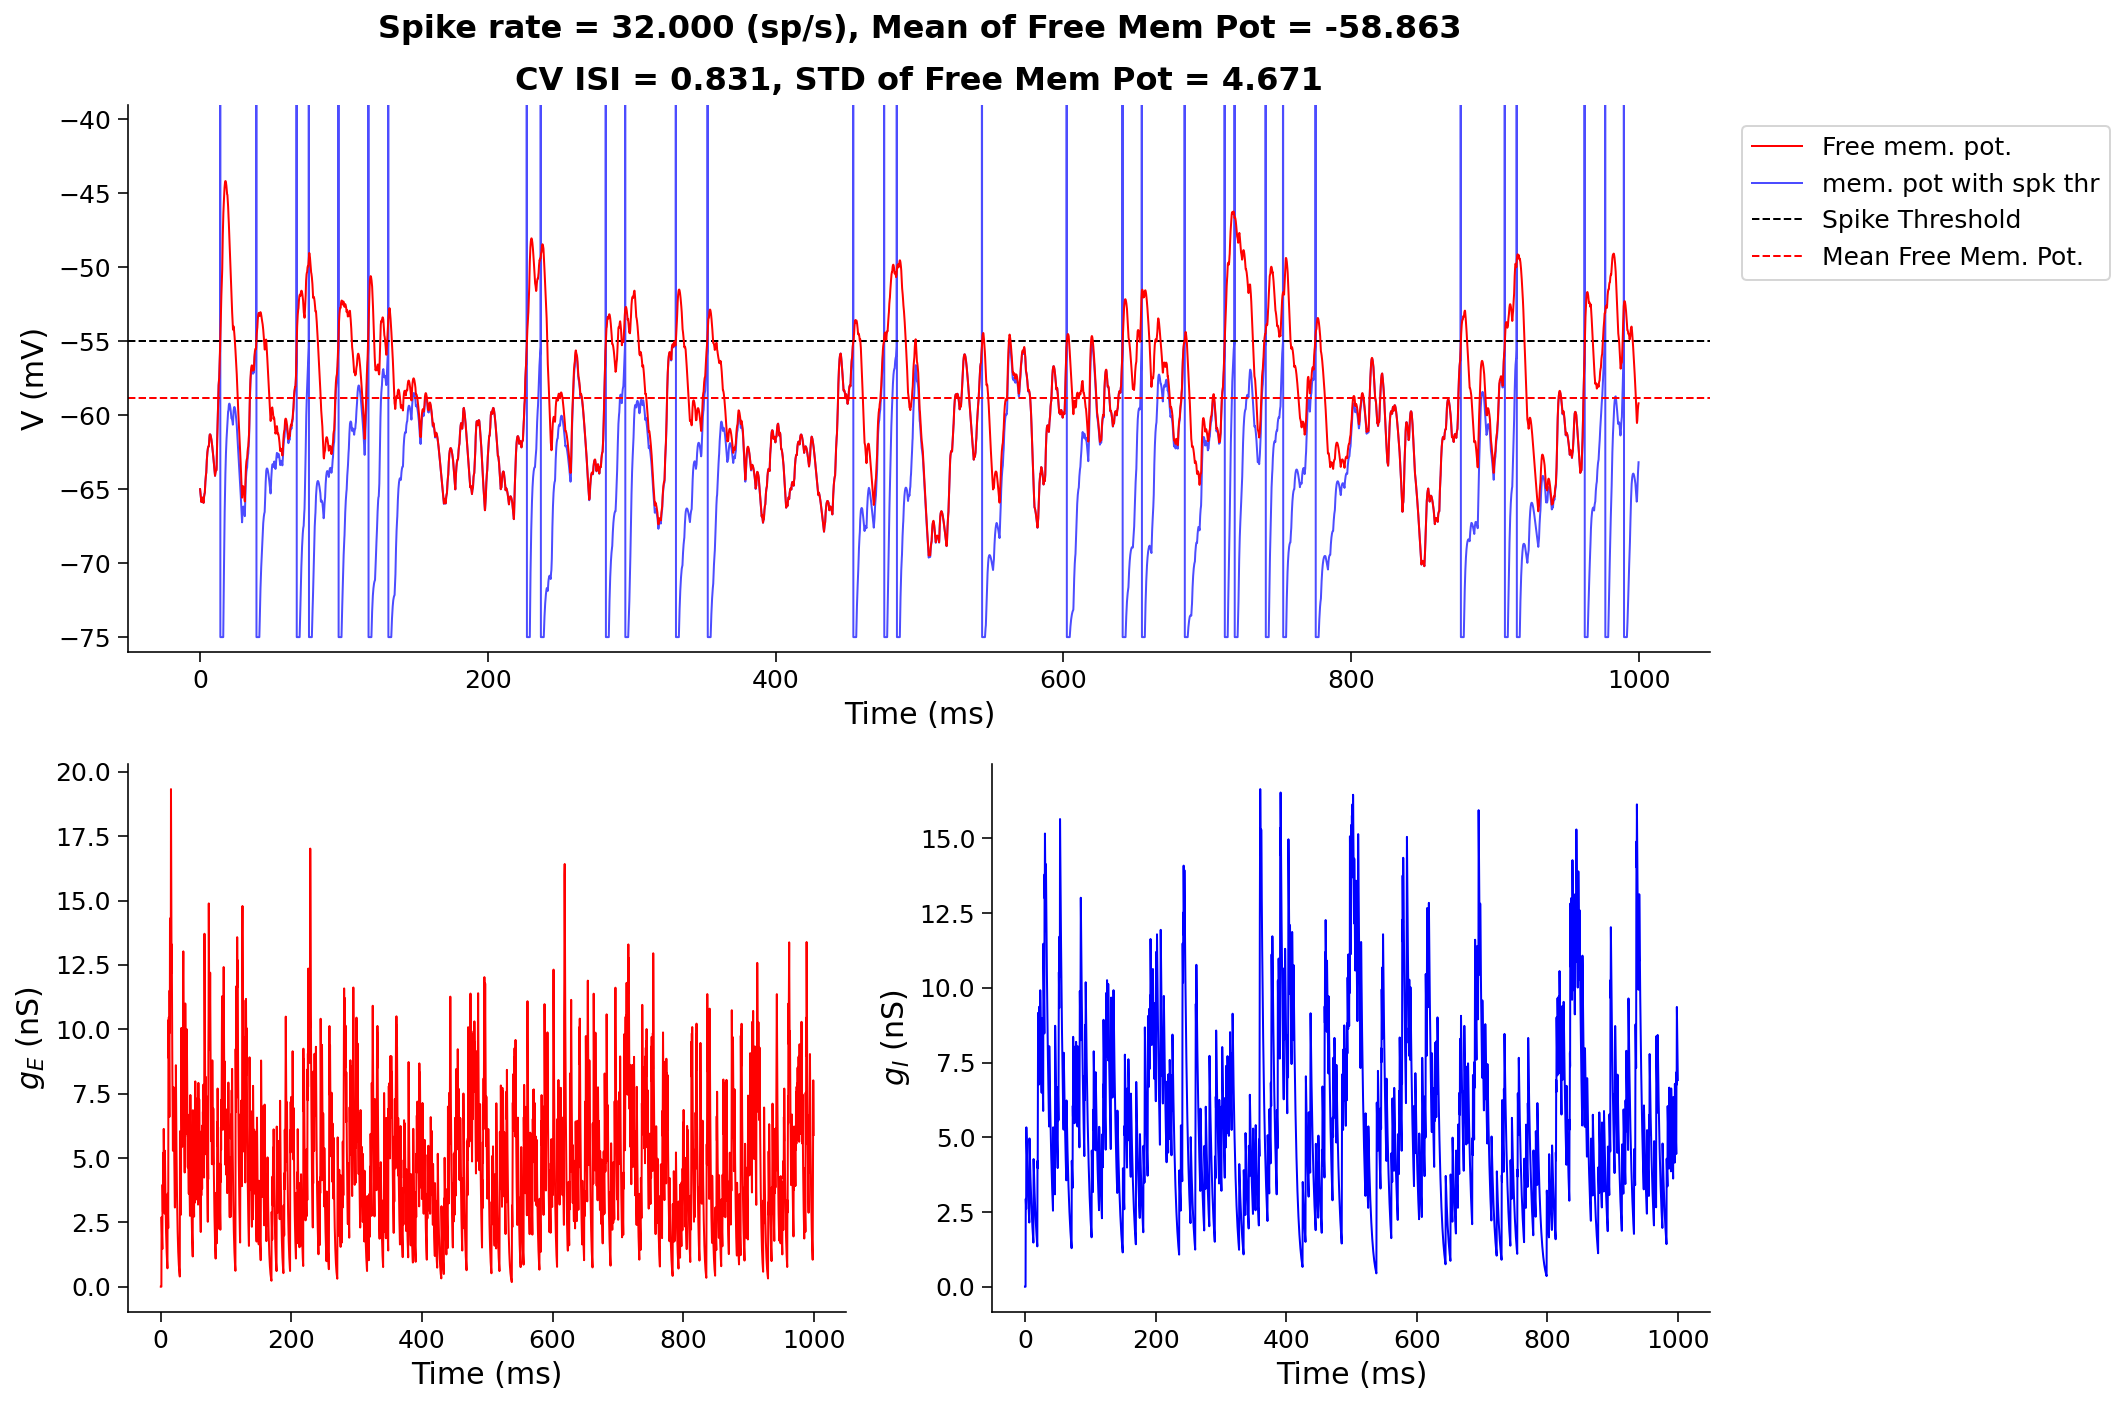 Spike rate = 32.000 (sp/s), Mean of Free Mem Pot = -58.863
CV ISI = 0.831, STD of Free Mem Pot = 4.671
−40
−45
−50
−55
−60
−65
−70
−75
V (mV)
0 200 400 600 800 1000
Time (ms)
Free mem. pot.
mem. pot with spk thr
Spike Threshold
Mean Free Mem. Pot.
20.0
17.5
15.0
12.5
10.0
7.5
5.0
2.5
0.0
g_E (nS)
0 200 400 600 800 1000
Time (ms)
15.0
12.5
10.0
7.5
5.0
2.5
0.0
g_I (nS)
0 200 400 600 800 1000
Time (ms)